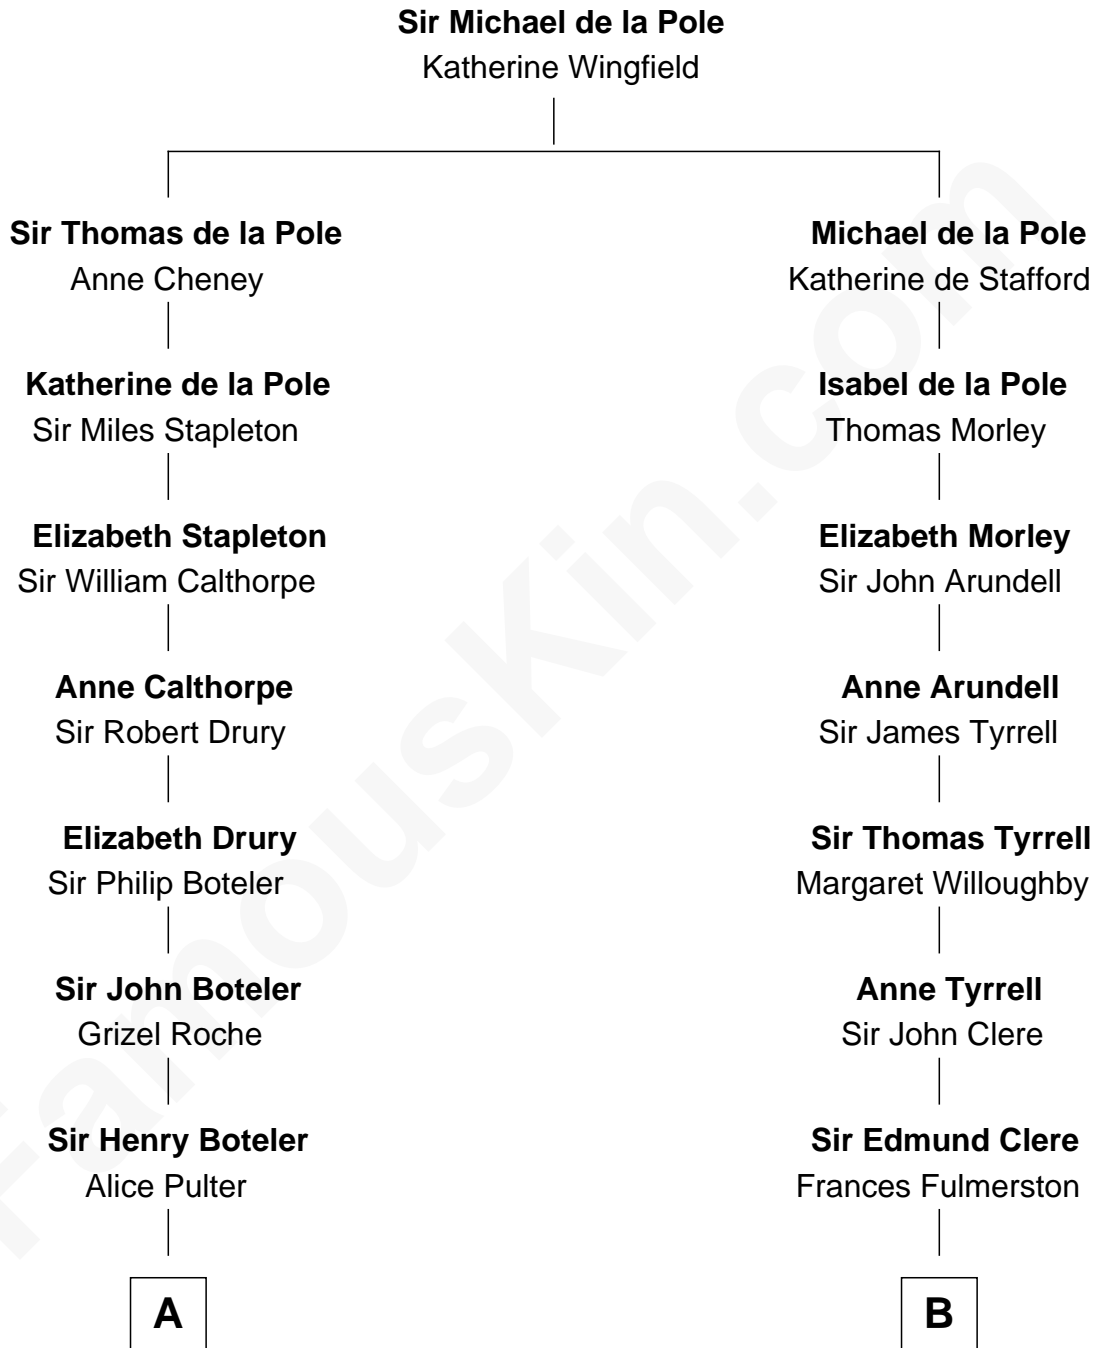 Sir Michael de la Pole
Katherine Wingfield
Sir Thomas de la Pole
Anne Cheney
Michael de la Pole
Katherine de Stafford
Katherine de la Pole
Sir Miles Stapleton
Isabel de la Pole
Thomas Morley
Elizabeth Stapleton
Sir William Calthorpe
Elizabeth Morley
Sir John Arundell
Anne Calthorpe
Sir Robert Drury
Anne Arundell
Sir James Tyrrell
Elizabeth Drury
Sir Philip Boteler
Sir Thomas Tyrrell
Margaret Willoughby
Sir John Boteler
Grizel Roche
Anne Tyrrell
Sir John Clere
Sir Henry Boteler
Alice Pulter
Sir Edmund Clere
Frances Fulmerston
A
B
FamousKin.com